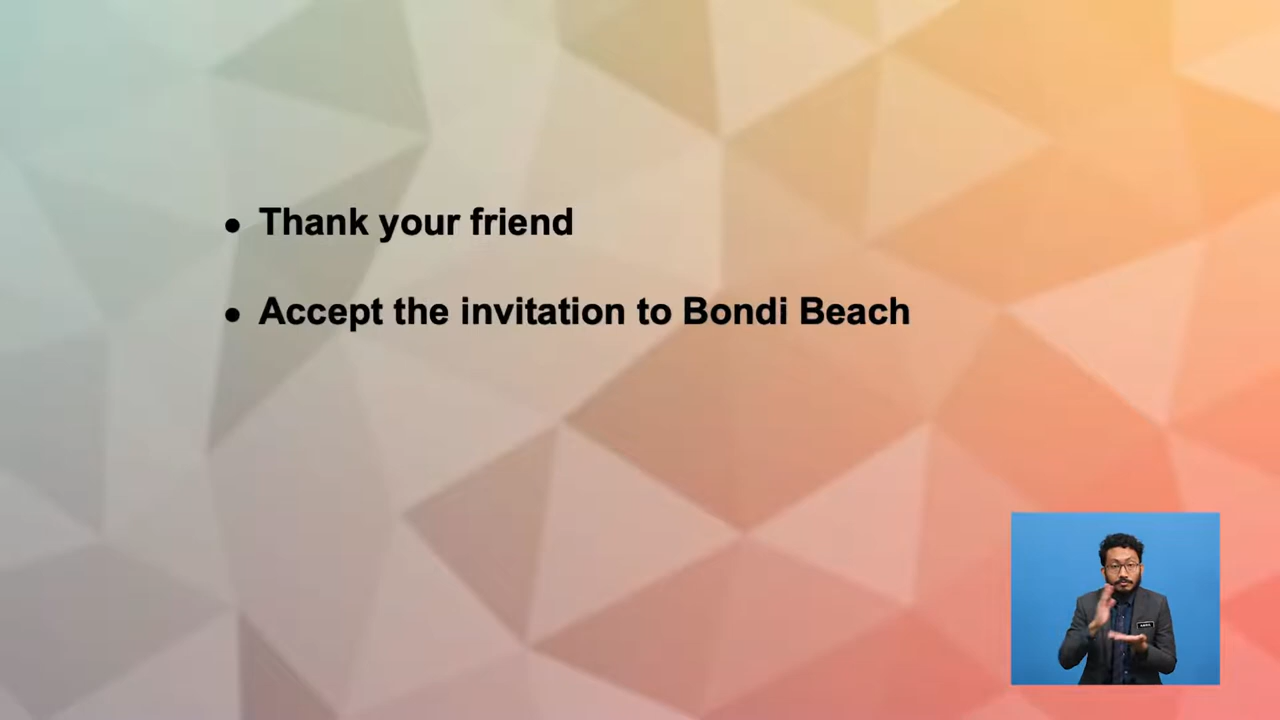 • Thank your friend
• Accept the invitation to Bondi Beach